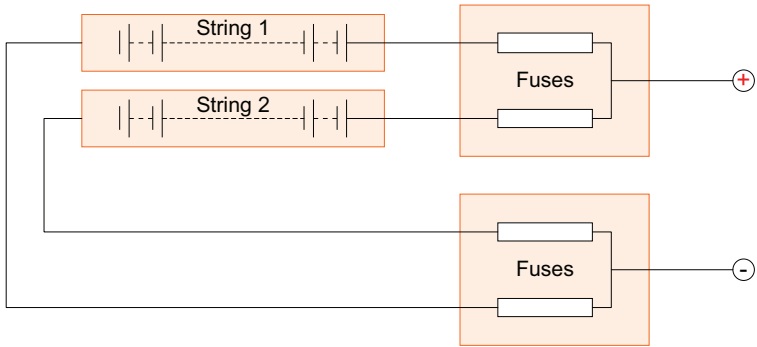 String 1
Fuses
+
String 2
Fuses
-